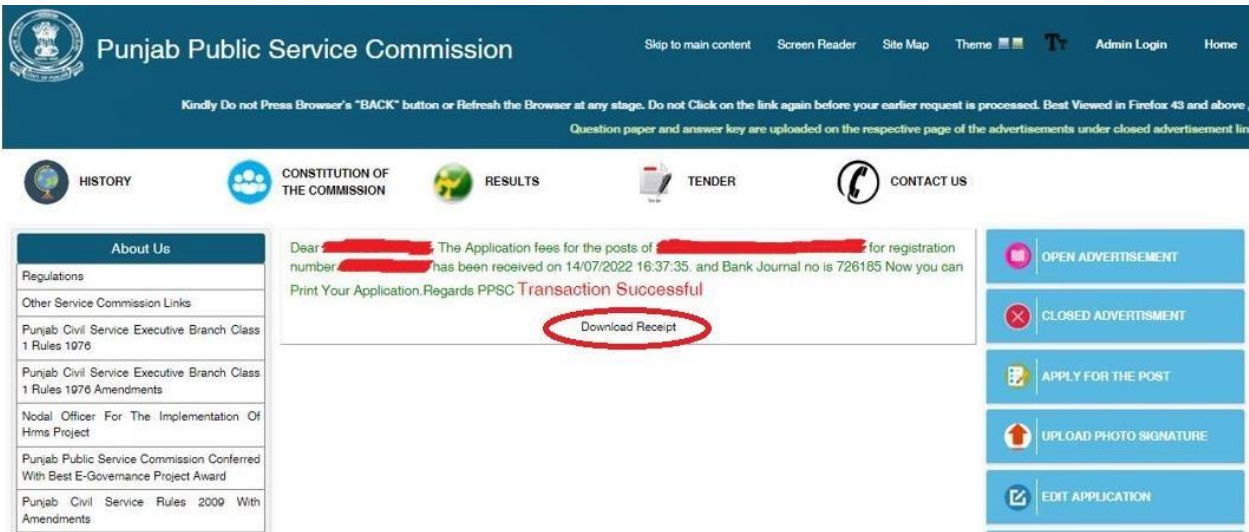 Punjab Public Service Commission
Skip to main content Screen Reader Site Map Theme Admin Login Home
Kindly Do not Press Browser's "BACK" button or Refresh the Browser at any stage. Do not Click on the link again before your earlier request is processed. Best Viewed in Firefox 43 and above
Question paper and answer key are uploaded on the respective page of the advertisements under closed advertisement
HISTORY
CONSTITUTION OF
THE COMMISSION
RESULTS
TENDER
CONTACT US
About Us
Regulations
Other Service Commission Links
Punjab Civil Service Executive Branch Class
1 Rules 1976
Punjab Civil Service Executive Branch Class
1 Rules 1976 Amendments
Nodal Officer For The Implementation Of
Hrms Project
Punjab Public Service Commission Conferred
With Best E-Governance Project Award
Punjab Civil Service Rules 2009 With
Amendments
Dear , The Application fees for the posts of for registration
number has been received on 14/07/2022 16:37:35. and Bank Journal no is 726185 Now you can
Print Your Application.Regards PPSC Transaction Successful
Download Receipt
OPEN ADVERTISEMENT
CLOSED ADVERTISMENT
APPLY FOR THE POST
UPLOAD PHOTO SIGNATURE
EDIT APPLICATION